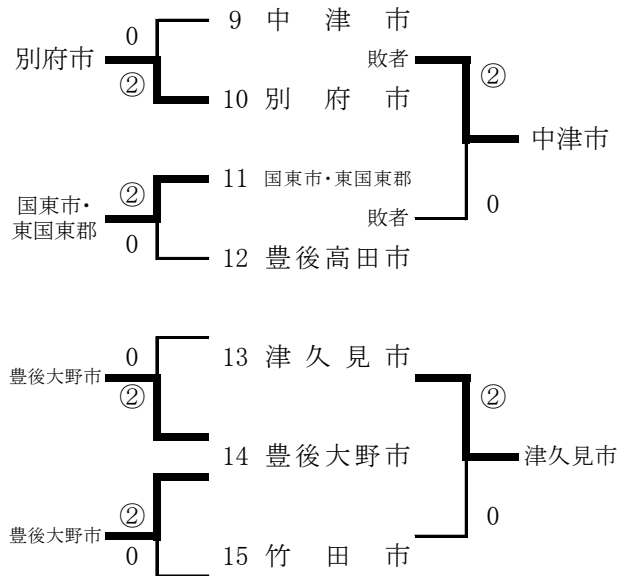 0
9 中津市
別府市
敗者
②
②
10 別府市
中津市
②
11 国東市・東国東郡
国東市・
東国東郡
敗者
0
0
12 豊後高田市
0
13 津久見市
豊後大野市
②
②
14 豊後大野市
津久見市
②
豊後大野市
0
0
15 竹田市